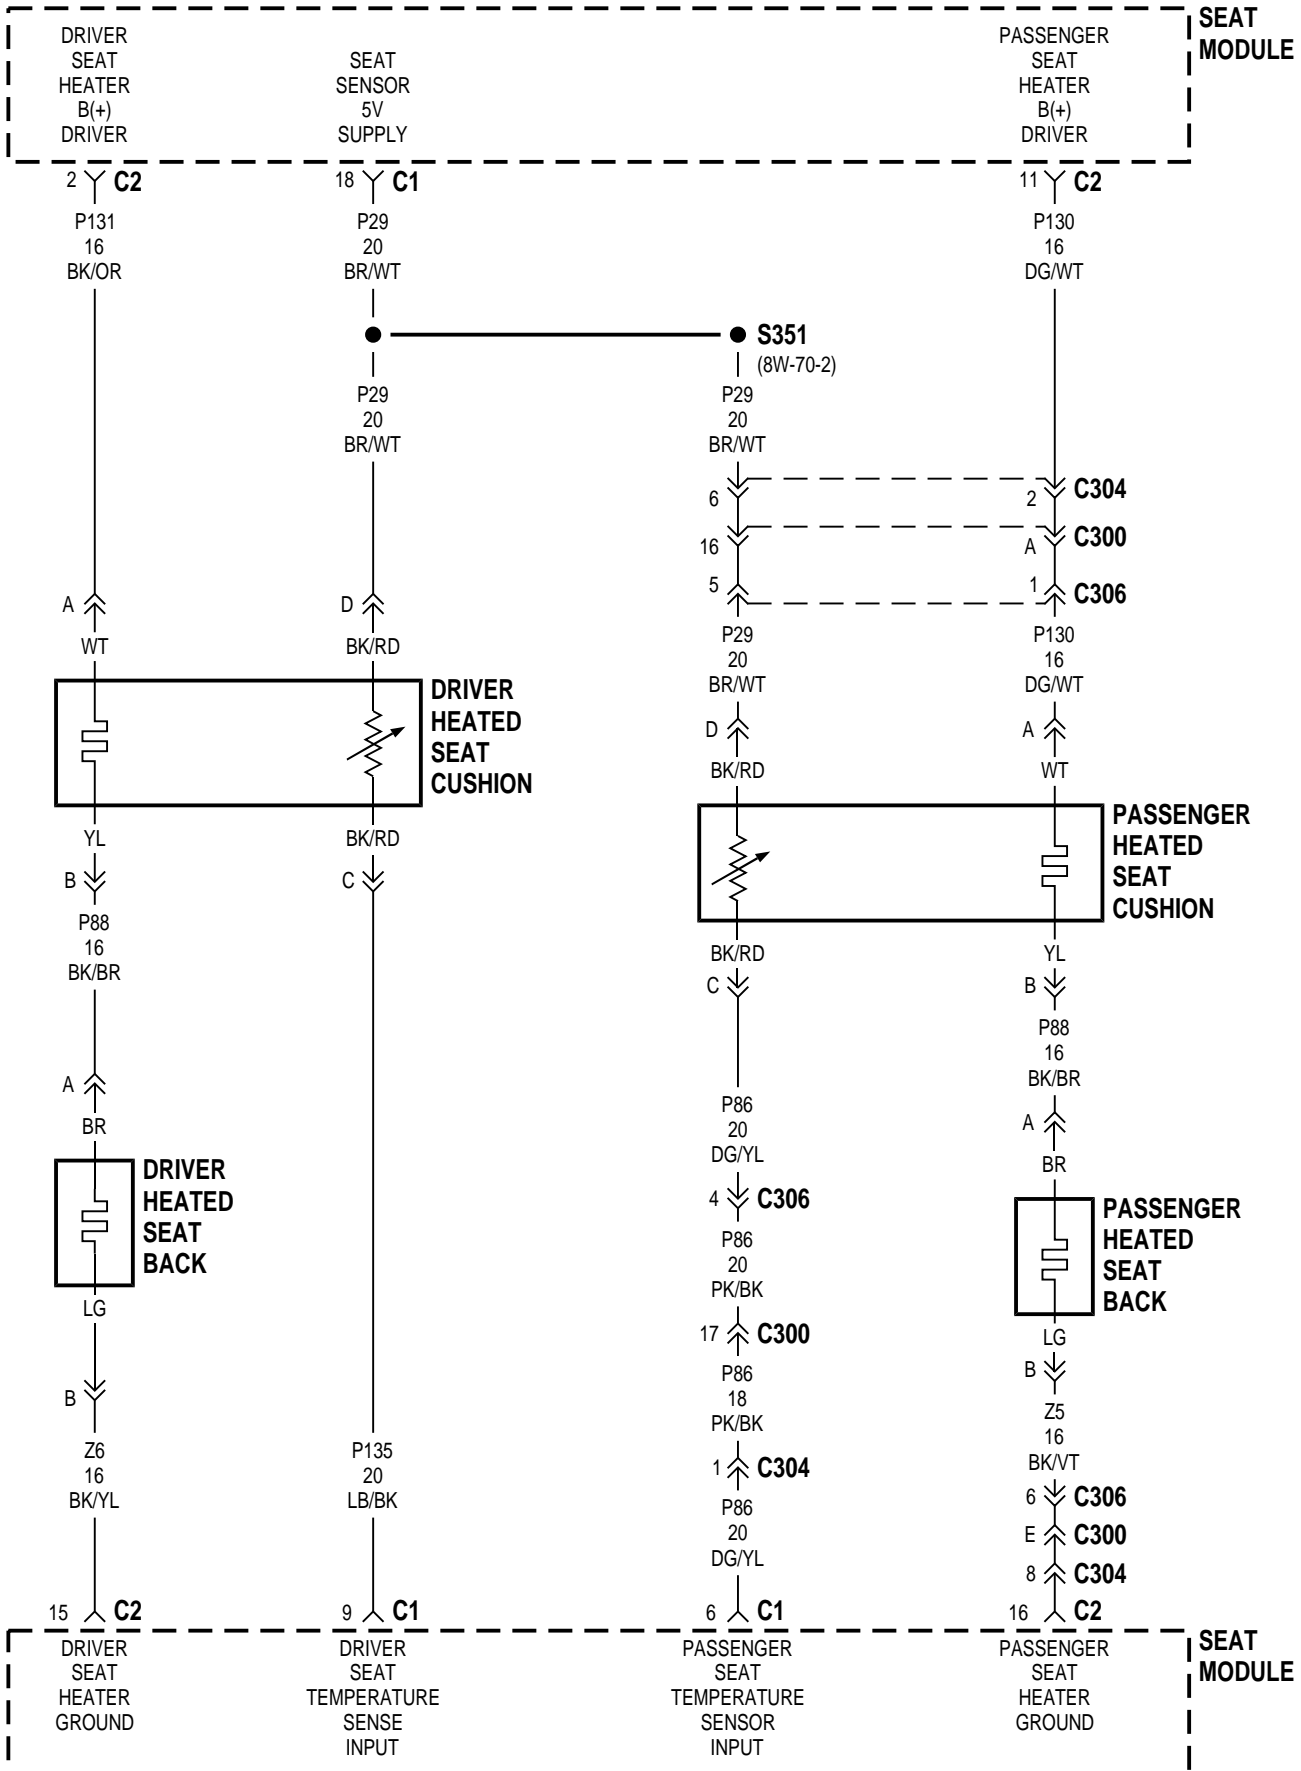 SEAT
MODULE
DRIVER
SEAT
HEATER
B(+)
DRIVER
SEAT
SENSOR
5V
SUPPLY
PASSENGER
SEAT
HEATER
B(+)
DRIVER
2 C2
18 C1
11 C2
P131
16
BK/OR
P29
20
BR/WT
P130
16
DG/WT
S351
(8W-70-2)
P29
20
BR/WT
P29
20
BR/WT
6 2 C304
16 A C300
5 1 C306
A
D
WT
BK/RD
P29
20
BR/WT
P130
16
DG/WT
DRIVER
HEATED
SEAT
CUSHION
D
A
BK/RD
WT
PASSENGER
HEATED
SEAT
CUSHION
YL
BK/RD
B
C
P88
16
BK/BR
BK/RD
YL
C
B
P88
16
BK/BR
A
BR
P86
20
DG/YL
A
BR
DRIVER
HEATED
SEAT
BACK
4 C306
P86
20
PK/BK
PASSENGER
HEATED
SEAT
BACK
LG
17 C300
LG
B
P86
18
PK/BK
B
Z5
16
BK/VT
Z6
16
BK/YL
P135
20
LB/BK
1 C304
P86
20
DG/YL
6 C306
E C300
8 C304
15 C2
9 C1
6 C1
16 C2
DRIVER
SEAT
HEATER
GROUND
DRIVER
SEAT
TEMPERATURE
SENSE
INPUT
PASSENGER
SEAT
TEMPERATURE
SENSOR
INPUT
PASSENGER
SEAT
HEATER
GROUND
SEAT
MODULE